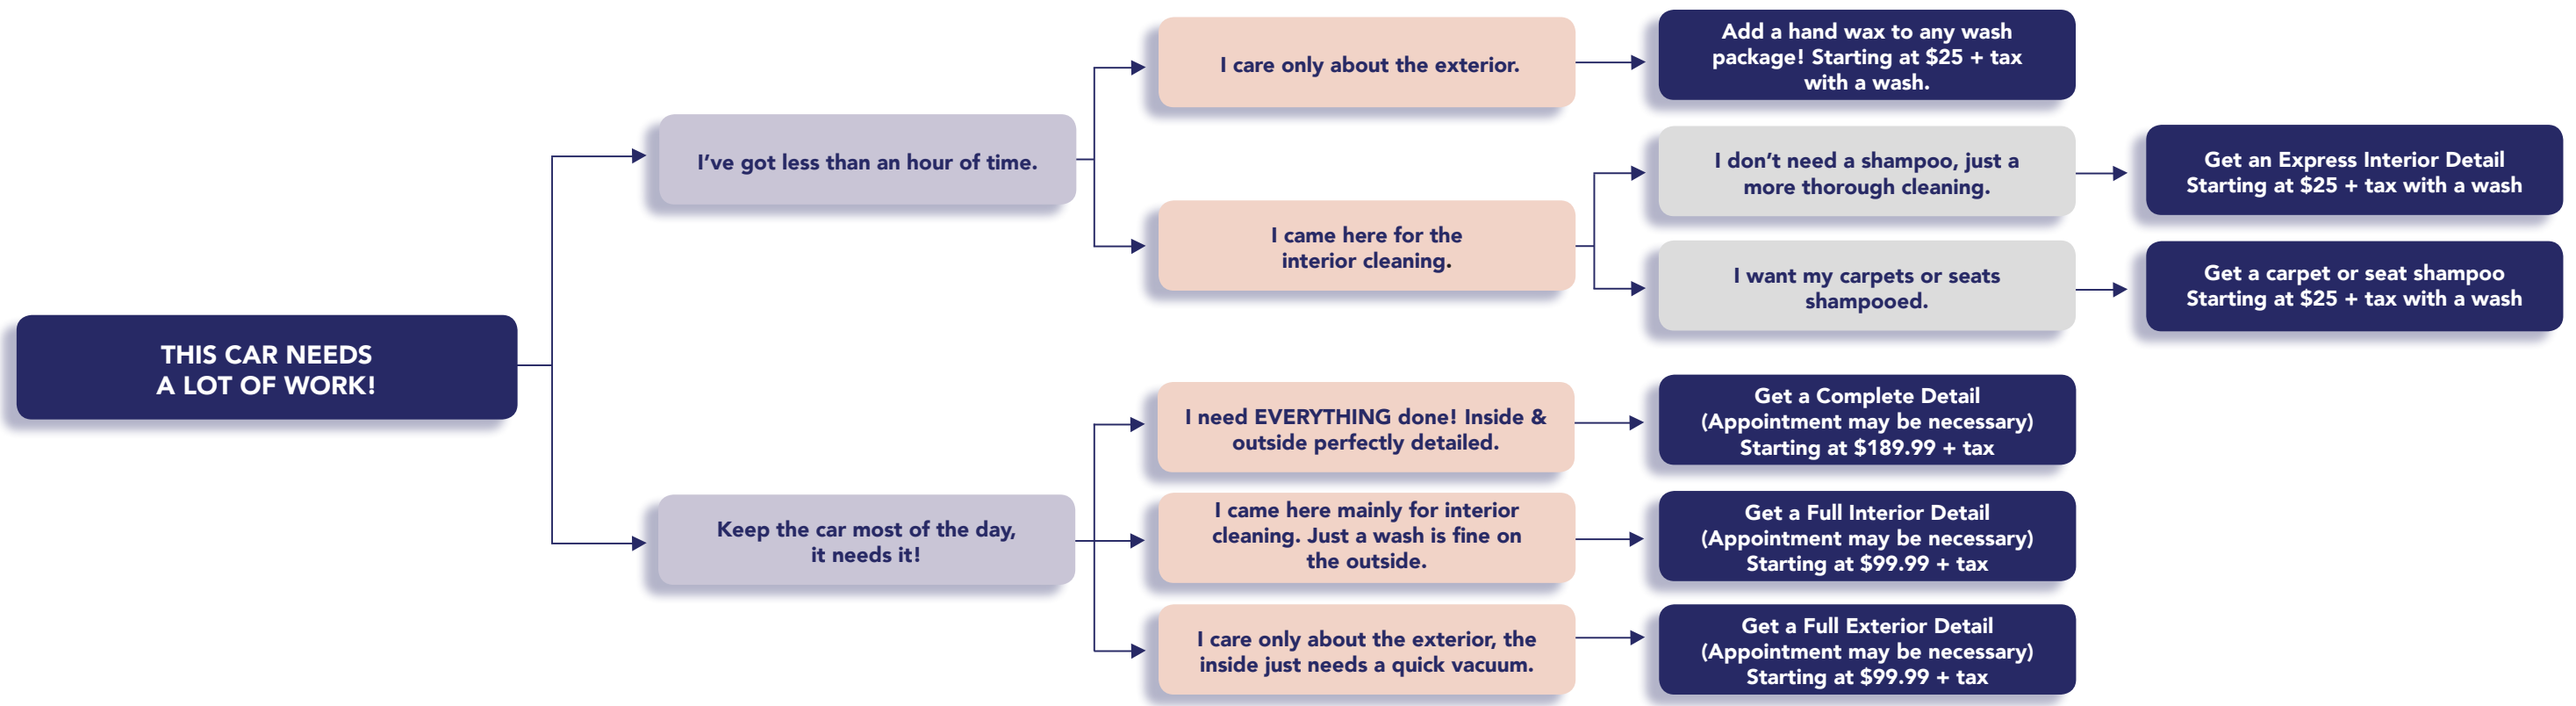 THIS CAR NEEDS
A LOT OF WORK!
I’ve got less than an hour of time.
I care only about the exterior.
Add a hand wax to any wash
package! Starting at $25 + tax
with a wash.
I came here for the
interior cleaning.
I don’t need a shampoo, just a
more thorough cleaning.
Get an Express Interior Detail
Starting at $25 + tax with a wash
I want my carpets or seats
shampooed.
Get a carpet or seat shampoo
Starting at $25 + tax with a wash
Keep the car most of the day,
it needs it!
I need EVERYTHING done! Inside &
outside perfectly detailed.
Get a Complete Detail
(Appointment may be necessary)
Starting at $189.99 + tax
I came here mainly for interior
cleaning. Just a wash is fine on
the outside.
Get a Full Interior Detail
(Appointment may be necessary)
Starting at $99.99 + tax
I care only about the exterior, the
inside just needs a quick vacuum.
Get a Full Exterior Detail
(Appointment may be necessary)
Starting at $99.99 + tax